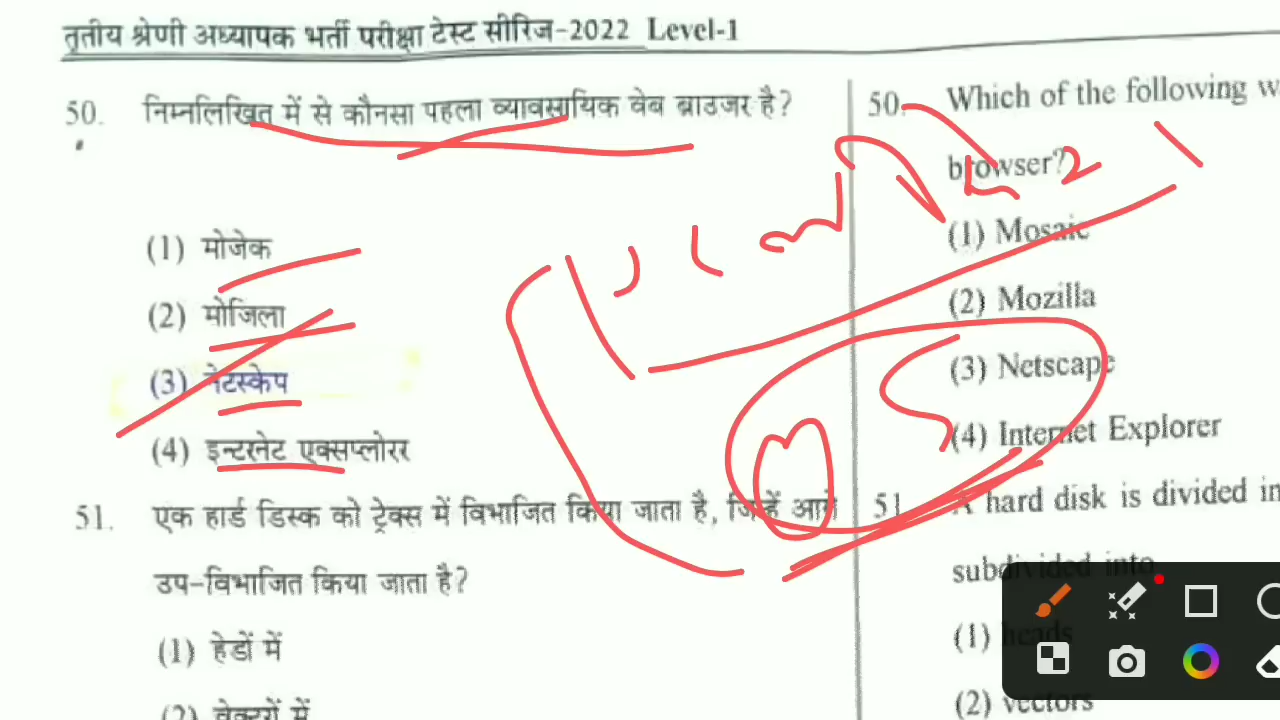 तृतीय श्रेणी अध्यापक भर्ती परीक्षा टेस्ट सीरिज-2022 Level-1
50. निम्नलिखित में से कौनसा पहला व्यावसायिक वेब ब्राउजर है?
(1) मोजेक
(2) मोजिला
(3) नेटस्केप
(4) इन्टरनेट एक्सप्लोरर
51. एक हार्ड डिस्क को ट्रेक्स में विभाजित किया जाता है, जिन्हें आगे
उप-विभाजित किया जाता है?
(1) हेडों में
(2) वेक्टरों में
50. Which of the following w
browser?
(1) Mosaic
(2) Mozilla
(3) Netscape
(4) Internet Explorer
51. A hard disk is divided in
subdivided into
(1) heads
(2) vectors